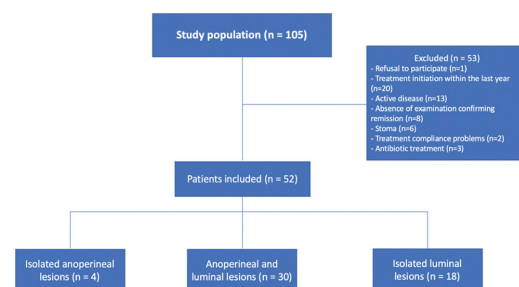 Study population (n = 105)
Excluded (n = 53)
- Refusal to participate (n=1)
- Treatment initiation within the last year
(n=20)
- Active disease (n=13)
- Absence of examination confirming
remission (n=8)
- Stoma (n=6)
- Treatment compliance problems (n=2)
- Antibiotic treatment (n=3)
Patients included (n = 52)
Isolated anoperineal
lesions (n = 4)
Anoperineal and
luminal lesions (n = 30)
Isolated luminal
lesions (n = 18)